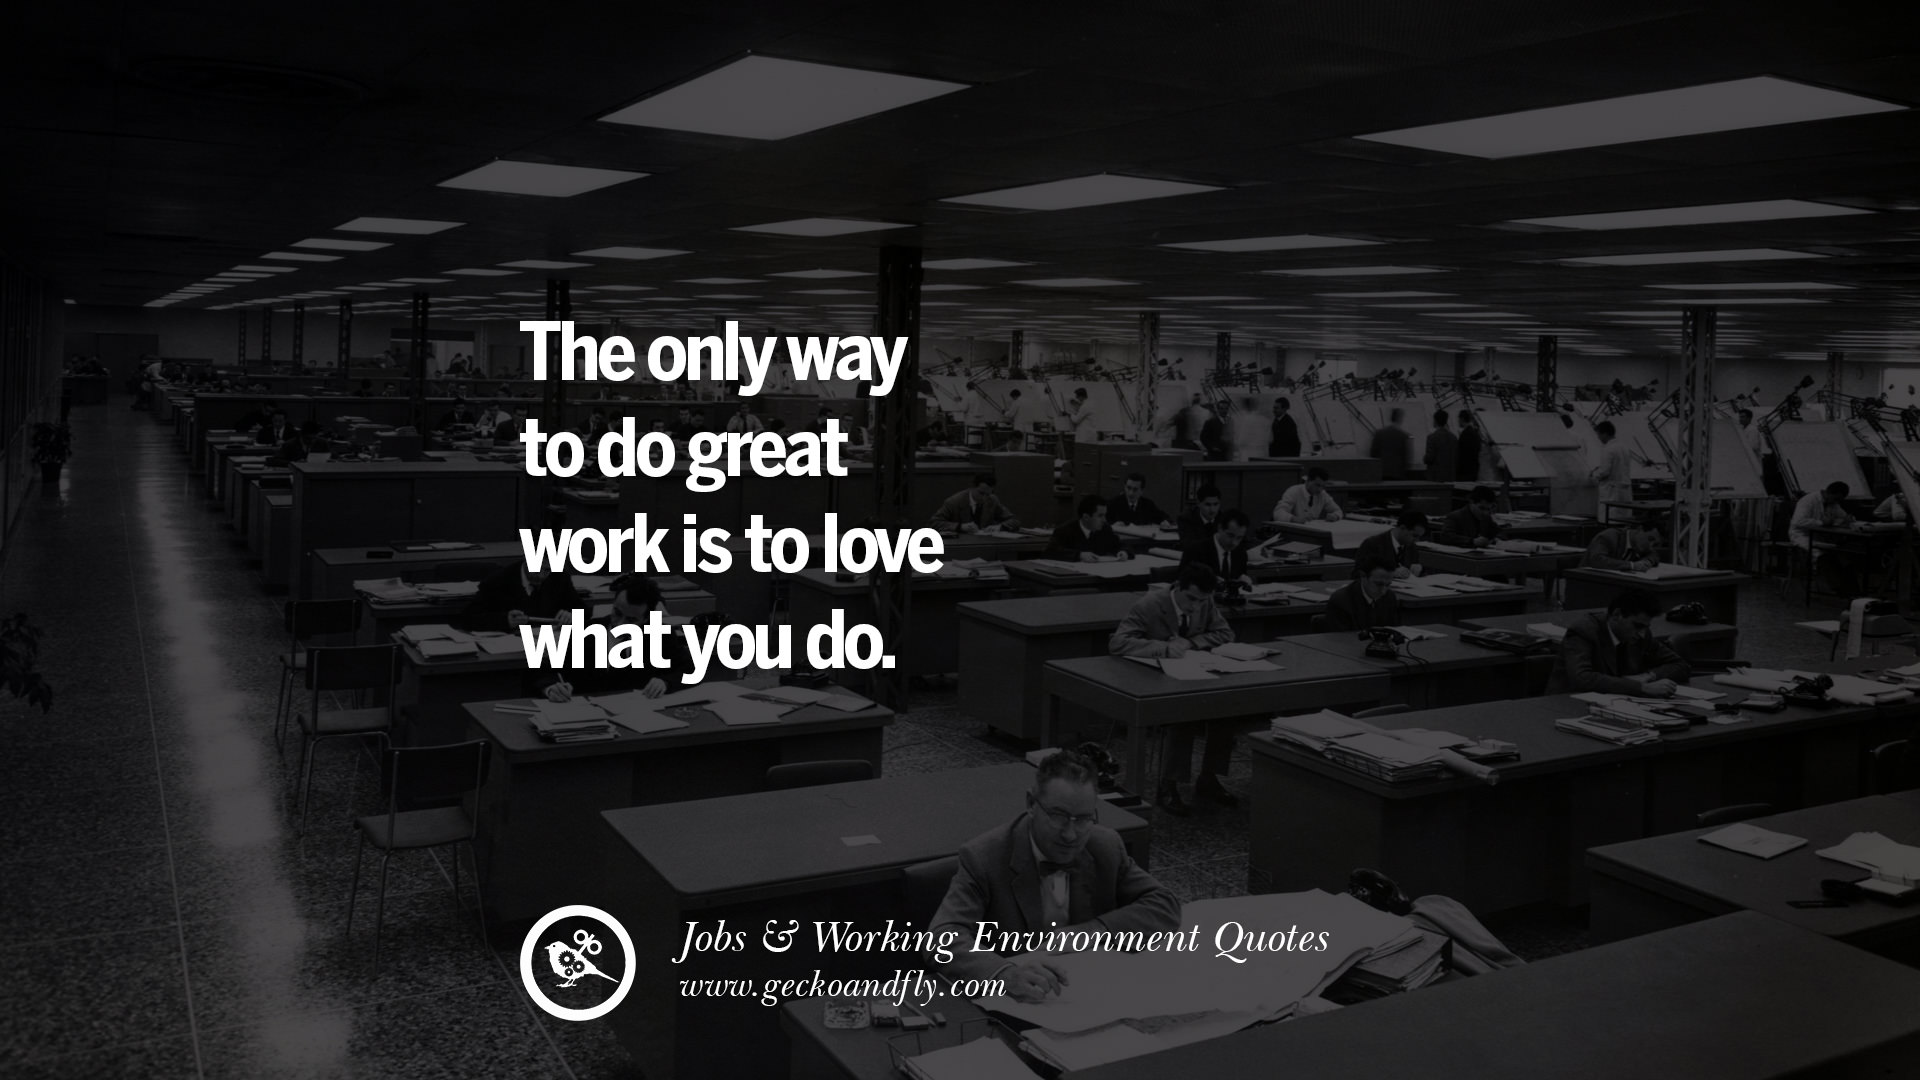 The only way
to do great
work is to love
what you do.
Jobs & Working Environment Quotes
www.geckoandfly.com